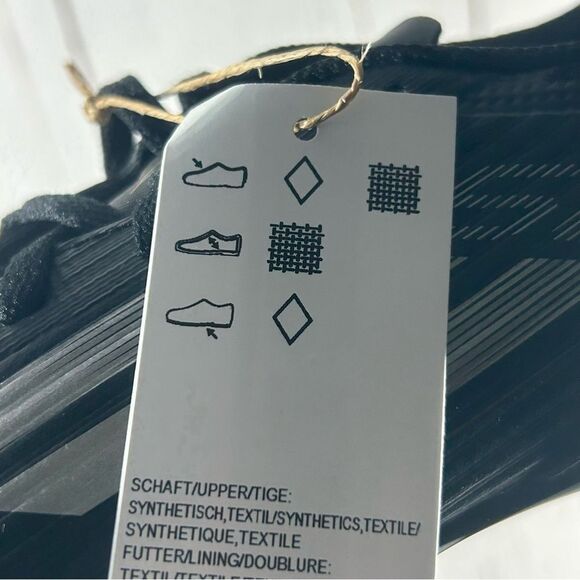 SCHAFT/UPPER/TIGE:
SYNTHETISCH,TEXTIL/SYNTHETICS,TEXTILE/
SYNTHETIQUE,TEXTILE
FUTTER/LINING/DOUBLURE: